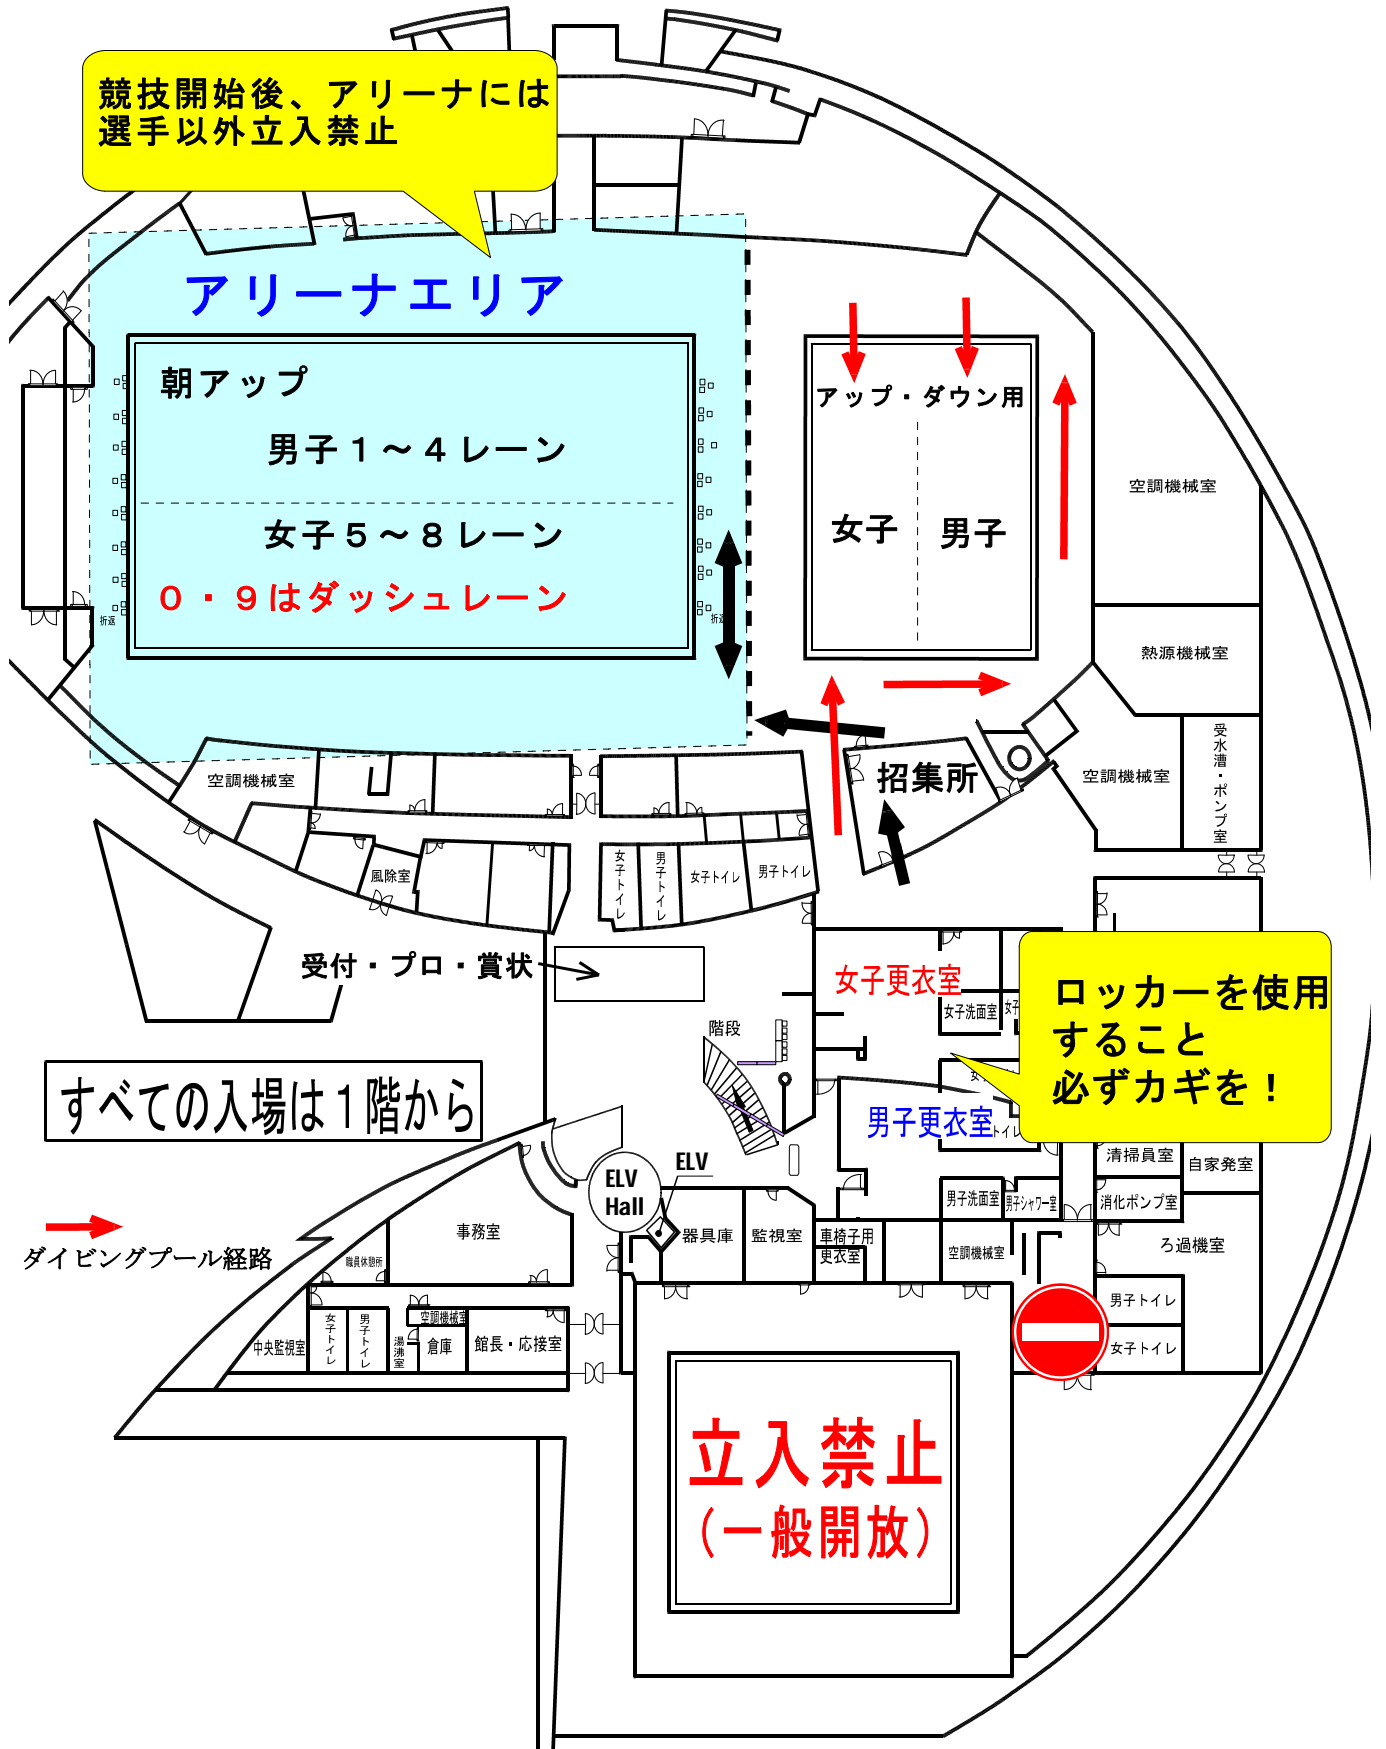 競技開始後、アリーナには
選手以外立入禁止
アリーナエリア
朝アップ
男子１～４レーン
女子５～８レーン
０・９はダッシュレーン
折返
折返
アップ・ダウン用
女子
男子
空調機械室
熱源機械室
受水漕・ポンプ室
空調機械室
招集所
空調機械室
風除室
女子トイレ
男子トイレ
女子トイレ
男子トイレ
受付・プロ・賞状
階段
女子更衣室
女子洗面室
女子
ロッカーを使用
すること
必ずカギを！
男子更衣室
トイレ
すべての入場は１階から
ELV
Hall
ELV
器具庫
監視室
車椅子用
更衣室
男子洗面室
男子シャワー室
空調機械室
清掃員室
自家発室
消化ポンプ室
ろ過機室
男子トイレ
女子トイレ
ダイビングプール経路
事務室
職員休憩所
中央監視室
女子トイレ
男子トイレ
湯沸室
空調機械室
倉庫
館長・応接室
立入禁止
（一般開放）